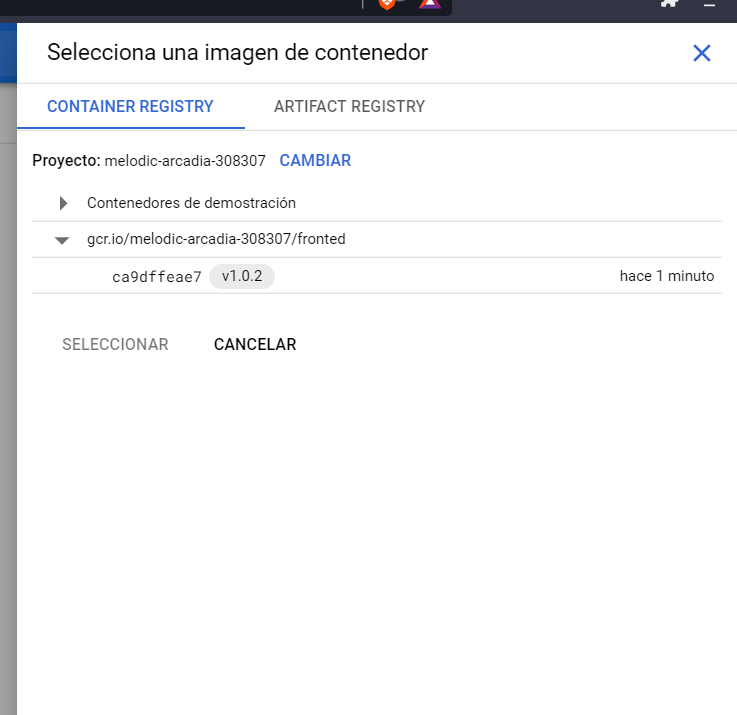 Selecciona una imagen de contenedor
CONTAINER REGISTRY ARTIFACT REGISTRY
Proyecto: melodic-arcadia-308307 CAMBIAR
Contenedores de demostración
gcr.io/melodic-arcadia-308307/fronted
ca9dffeae7 v1.0.2 hace 1 minuto
SELECCIONAR CANCELAR